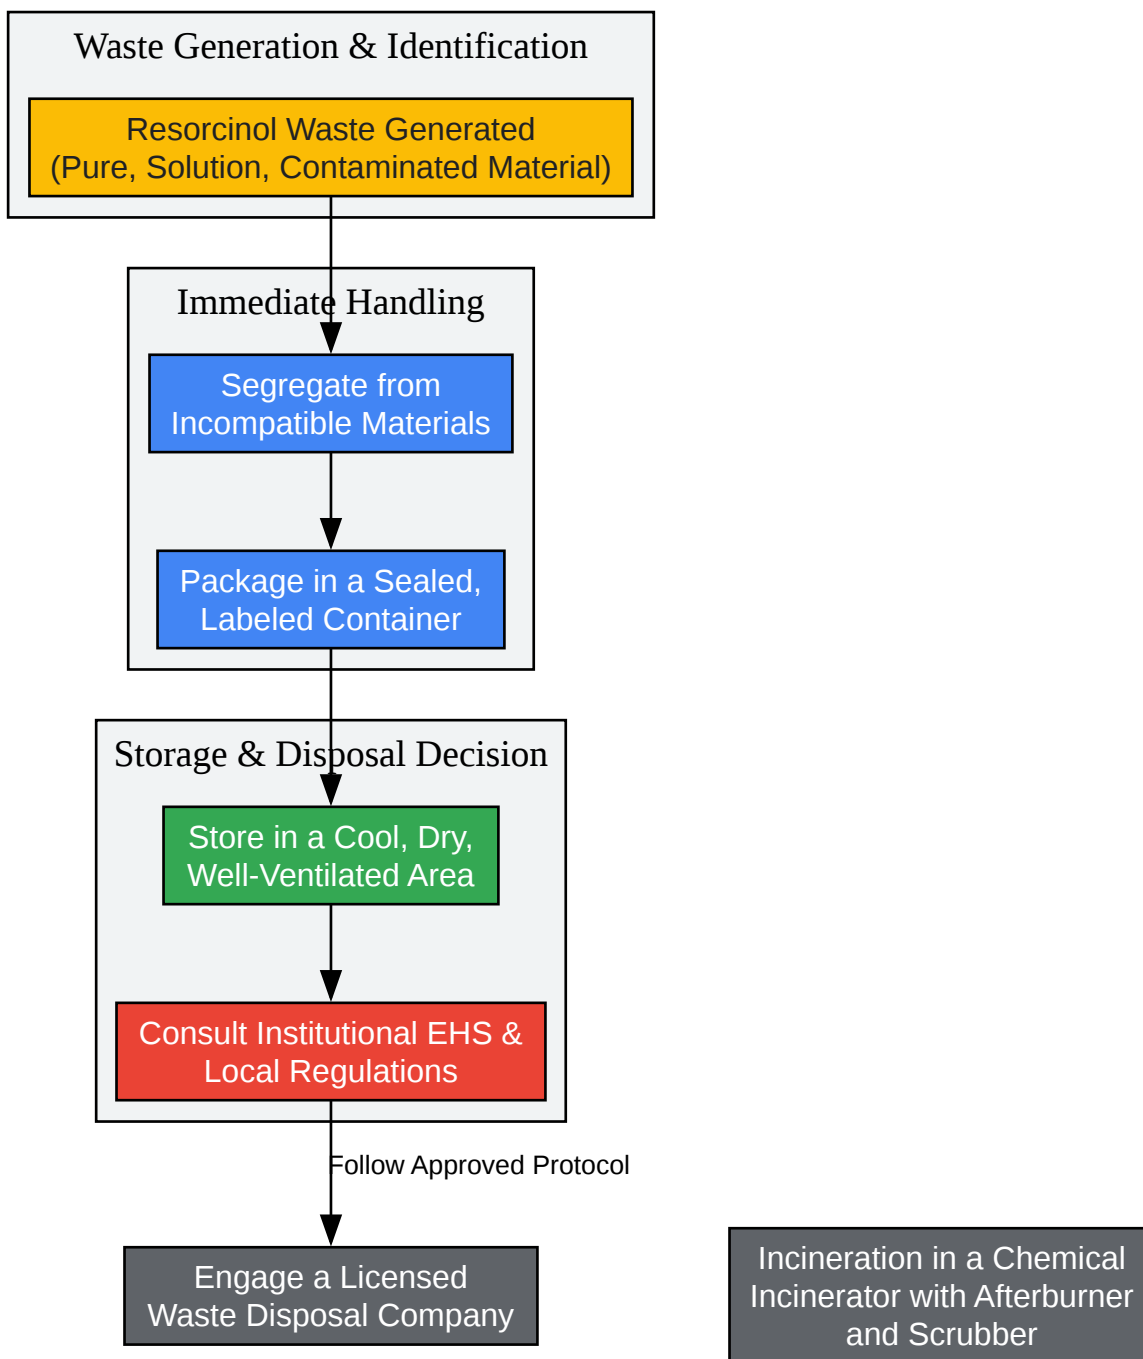 Waste Generation & Identification
Resorcinol Waste Generated
(Pure, Solution, Contaminated Material)
Immediate Handling
Segregate from
Incompatible Materials
Package in a Sealed,
Labeled Container
Storage & Disposal Decision
Store in a Cool, Dry,
Well-Ventilated Area
Consult Institutional EHS &
Local Regulations
Follow Approved Protocol
Engage a Licensed
Waste Disposal Company
Incineration in a Chemical
Incinerator with Afterburner
and Scrubber